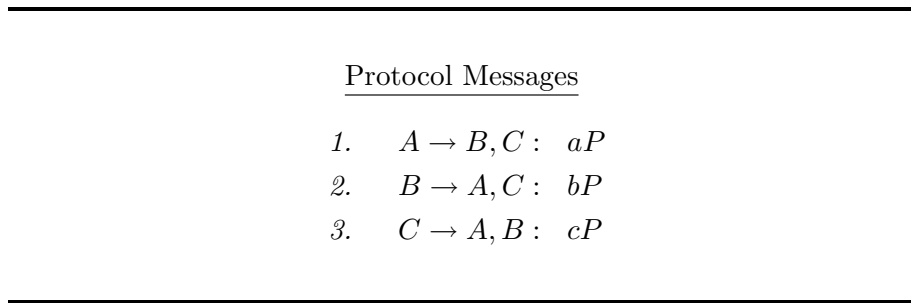 Protocol Messages
1. A → B, C : aP
2. B → A, C : bP
3. C → A, B : cP